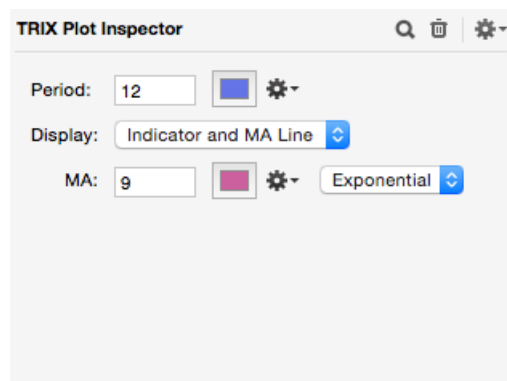 TRIX Plot Inspector
Period: 12
Display: Indicator and MA Line
MA: 9 Exponential